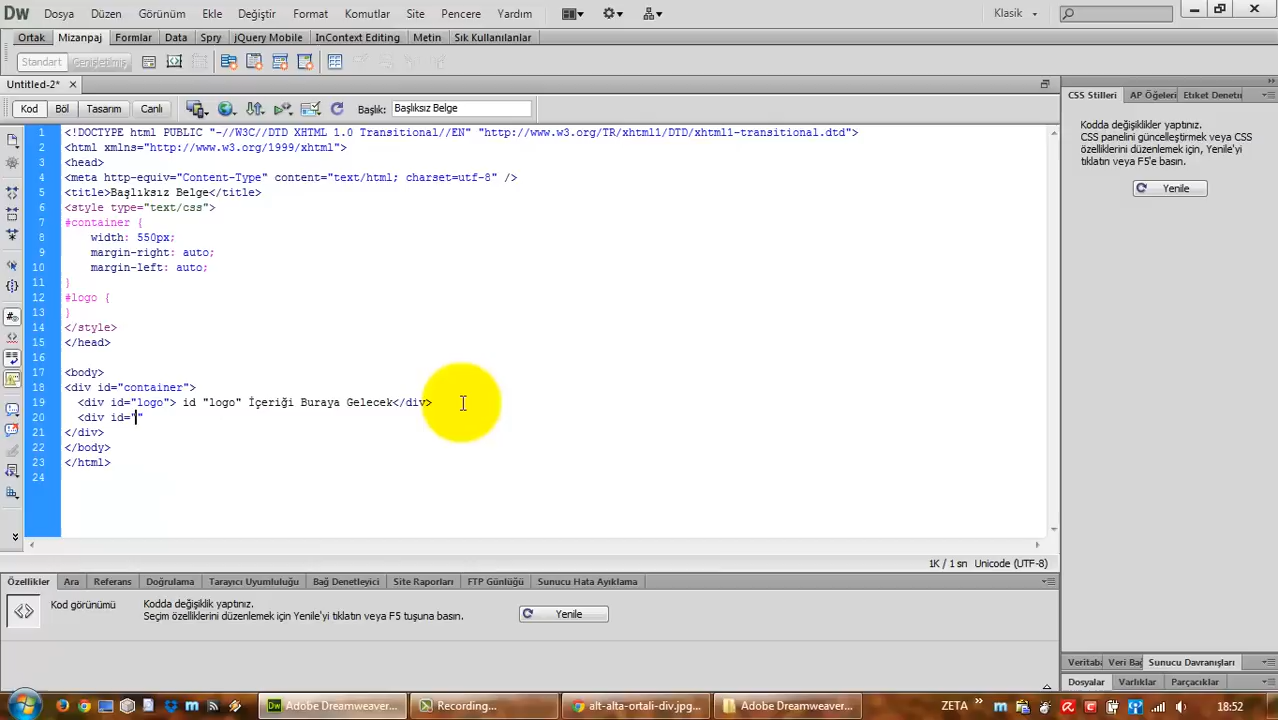 Dw Dosya Düzen Görünüm Ekle Değiştir Format Komutlar Site Pencere Yardım Klasik
Ortak Mizanpaj Formlar Data Spry jQuery Mobile InContext Editing Metin Sık Kullanılanlar
Standart Genişletilmiş
Untitled-2*
CSS Stilleri AP Öğeleri Etiket Denetı
Kod Böl Tasarım Canlı Başlık: Başlıksız Belge
Kodda değişiklikler yaptınız.
CSS panelini güncelleştirmek veya CSS
özelliklerini düzenlemek için, Yenile'yi
tıklatın veya F5'e basın.
Yenile
1 <!DOCTYPE html PUBLIC "-//W3C//DTD XHTML 1.0 Transitional//EN" "http://www.w3.org/TR/xhtml1/DTD/xhtml1-transitional.dtd">
2 <html xmlns="http://www.w3.org/1999/xhtml">
3 <head>
4 <meta http-equiv="Content-Type" content="text/html; charset=utf-8" />
5 <title>Başlıksız Belge</title>
6 <style type="text/css">
7 #container {
8 width: 550px;
9 margin-right: auto;
10 margin-left: auto;
11 }
12 #logo {
13 }
14 </style>
15 </head>
16
17 <body>
18 <div id="container">
19 <div id="logo"> id "logo" İçeriği Buraya Gelecek</div>
20 <div id=""
21 </div>
22 </body>
23 </html>
24
1K / 1 sn Unicode (UTF-8)
Özellikler Ara Referans Doğrulama Tarayıcı Uyumluluğu Bağ Denetleyici Site Raporları FTP Günlüğü Sunucu Hata Ayıklama
Kod görünümü
Kodda değişiklik yaptınız.
Seçim özelliklerini düzenlemek için Yenile'yi tıklatın veya F5 tuşuna basın.
Yenile
Veritaba Veri Bağ Sunucu Davranışları
Dosyalar Varlıklar Parçacıklar
Adobe Dreamweaver... Recording... alt-alta-ortali-div.jpg... Adobe Dreamweaver... ZETA 18:52